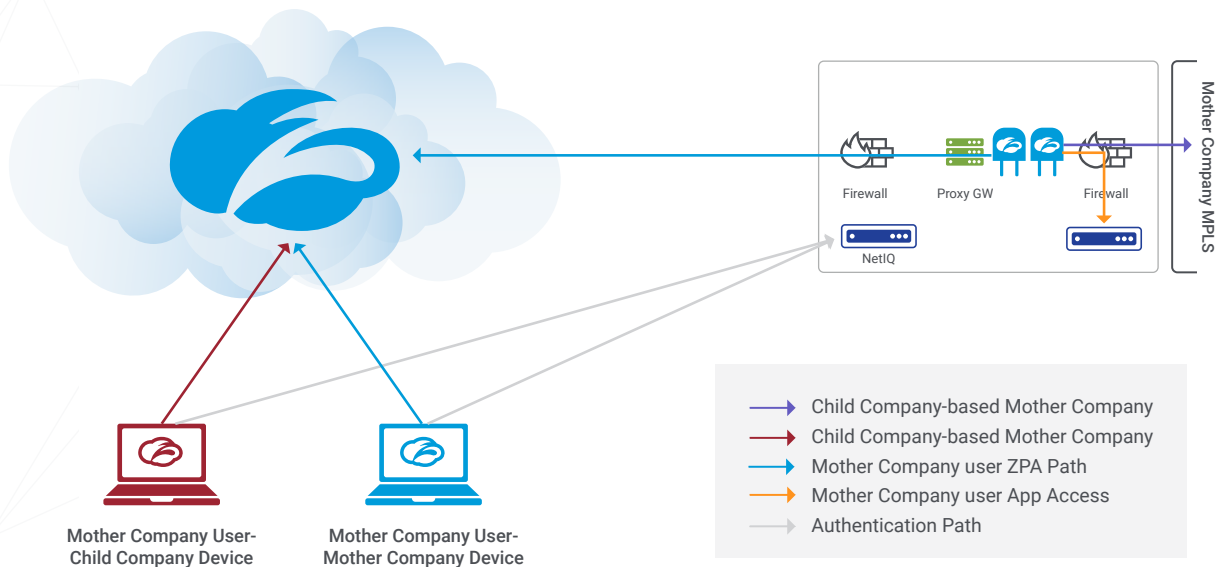 Firewall
Proxy GW
Firewall
NetIQ
Mother Company MPLS
Mother Company User-
Child Company Device
Mother Company User-
Mother Company Device
Child Company-based Mother Company
Child Company-based Mother Company
Mother Company user ZPA Path
Mother Company user App Access
Authentication Path